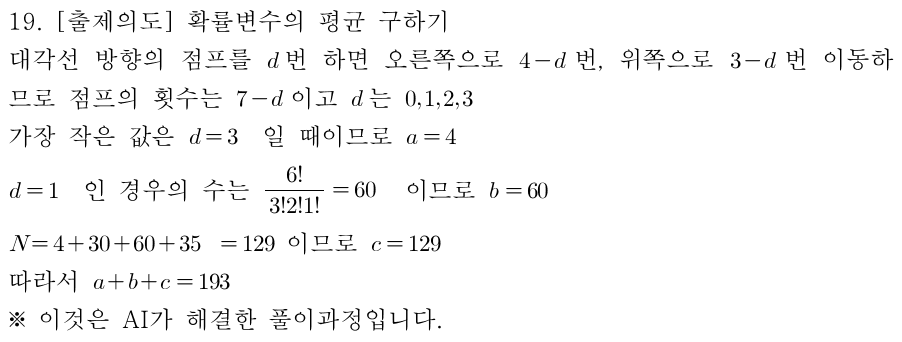 19. [출제의도] 확률변수의 평균 구하기
대각선 방향의 점프를 d번 하면 오른쪽으로 4-d 번, 위쪽으로 3-d 번 이동하
므로 점프의 횟수는 7-d 이고 d 는 0,1,2,3
가장 작은 값은 d=3 일 때이므로 a=4
d=1 인 경우의 수는 6!/3!2!1! =60 이므로 b=60
N=4+30+60+35 =129 이므로 c=129
따라서 a+b+c=193
※ 이것은 AI가 해결한 풀이과정입니다.